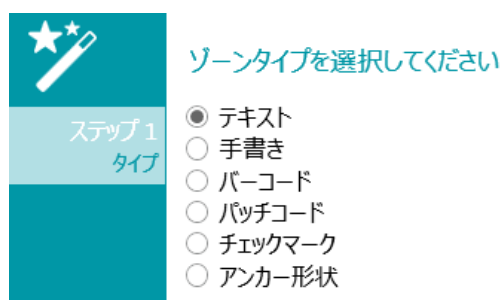 ゾーンタイプを選択してください
ステップ 1
タイプ
テキスト
手書き
バーコード
パッチコード
チェックマーク
アンカー形状